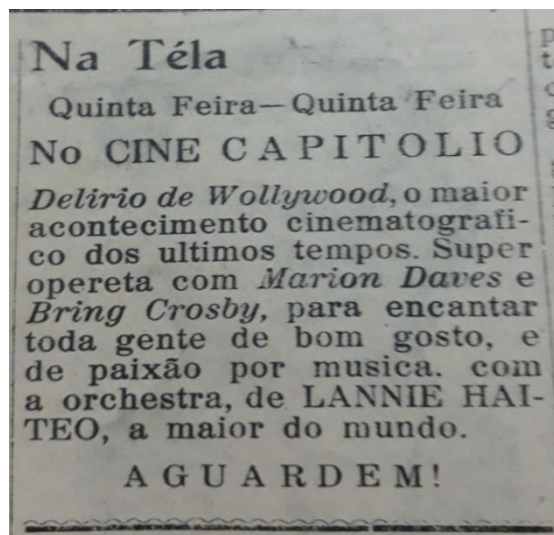 Na Téla
Quinta Feira—Quinta Feira
No CINE CAPITOLIO
Delirio de Wollywood, o maior
acontecimento cinematografi-
co dos ultimos tempos. Super
opereta com Marion Daves e
Bring Crosby, para encantar
toda gente de bom gosto, e
de paixão por musica. com
a orchestra, de LANNIE HAI-
TEO, a maior do mundo.
AGUARDEM!